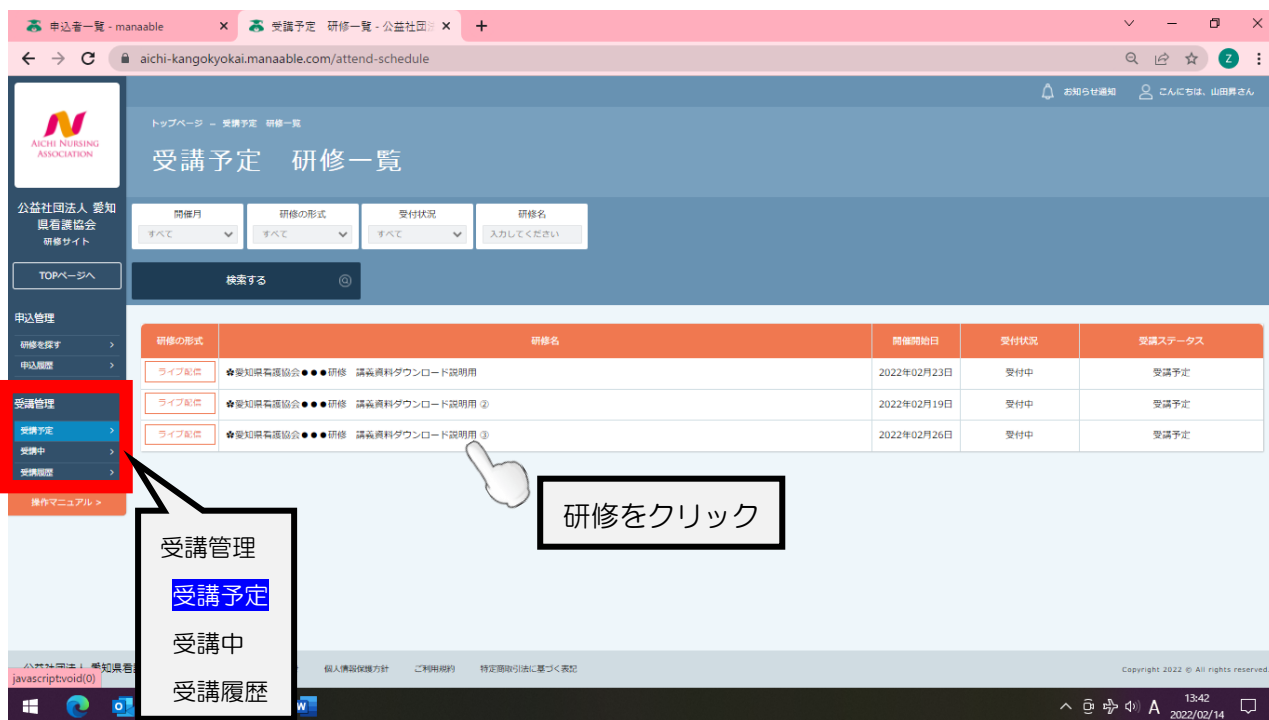 申込者一覧 - manaable
受講予定 研修一覧 - 公益社団
aichi-kangokyokai.manaable.com/attend-schedule
Z
お知らせ通知
こんにちは、山田昇さん
AICHI NURSING
ASSOCIATION
トップページ – 受講予定 研修一覧
受講予定 研修一覧
公益社団法人 愛知
県看護協会
研修サイト
開催月
研修の形式
受付状況
研修名
すべて
すべて
すべて
入力してください
TOPページへ
検索する
申込管理
研修を探す >
申込履歴 >
研修の形式 研修名 開催開始日 受付状況 受講ステータス
ライブ配信 ✿愛知県看護協会●●●研修 講義資料ダウンロード説明用 2022年02月23日 受付中 受講予定
ライブ配信 ✿愛知県看護協会●●●研修 講義資料ダウンロード説明用 ② 2022年02月19日 受付中 受講予定
ライブ配信 ✿愛知県看護協会●●●研修 講義資料ダウンロード説明用 ③ 2022年02月26日 受付中 受講予定
受講管理
受講予定 >
受講中 >
受講履歴 >
操作マニュアル >
研修をクリック
受講管理
受講予定
受講中
受講履歴
公益社団法人 愛知県看
個人情報保護方針 ご利用規約 特定商取引法に基づく表記
Copyright 2022 © All rights reserved.
javascript:void(0)
W
A
13:42
2022/02/14